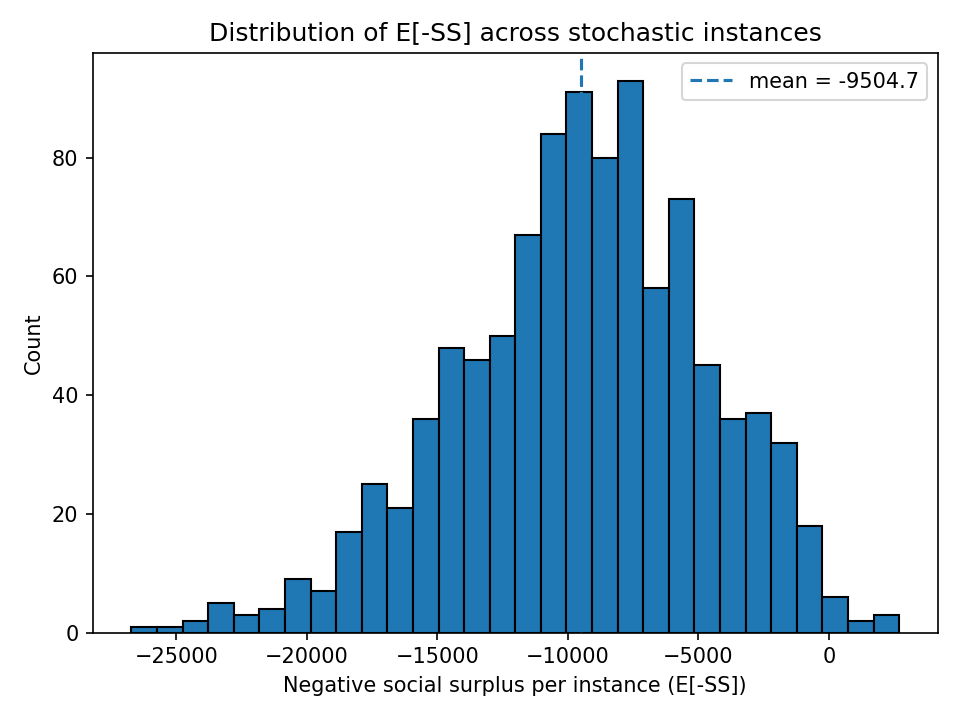 Distribution of E[-SS] across stochastic instances
mean = -9504.7
Count
80
60
40
20
0
−25000 −20000 −15000 −10000 −5000 0
Negative social surplus per instance (E[-SS])